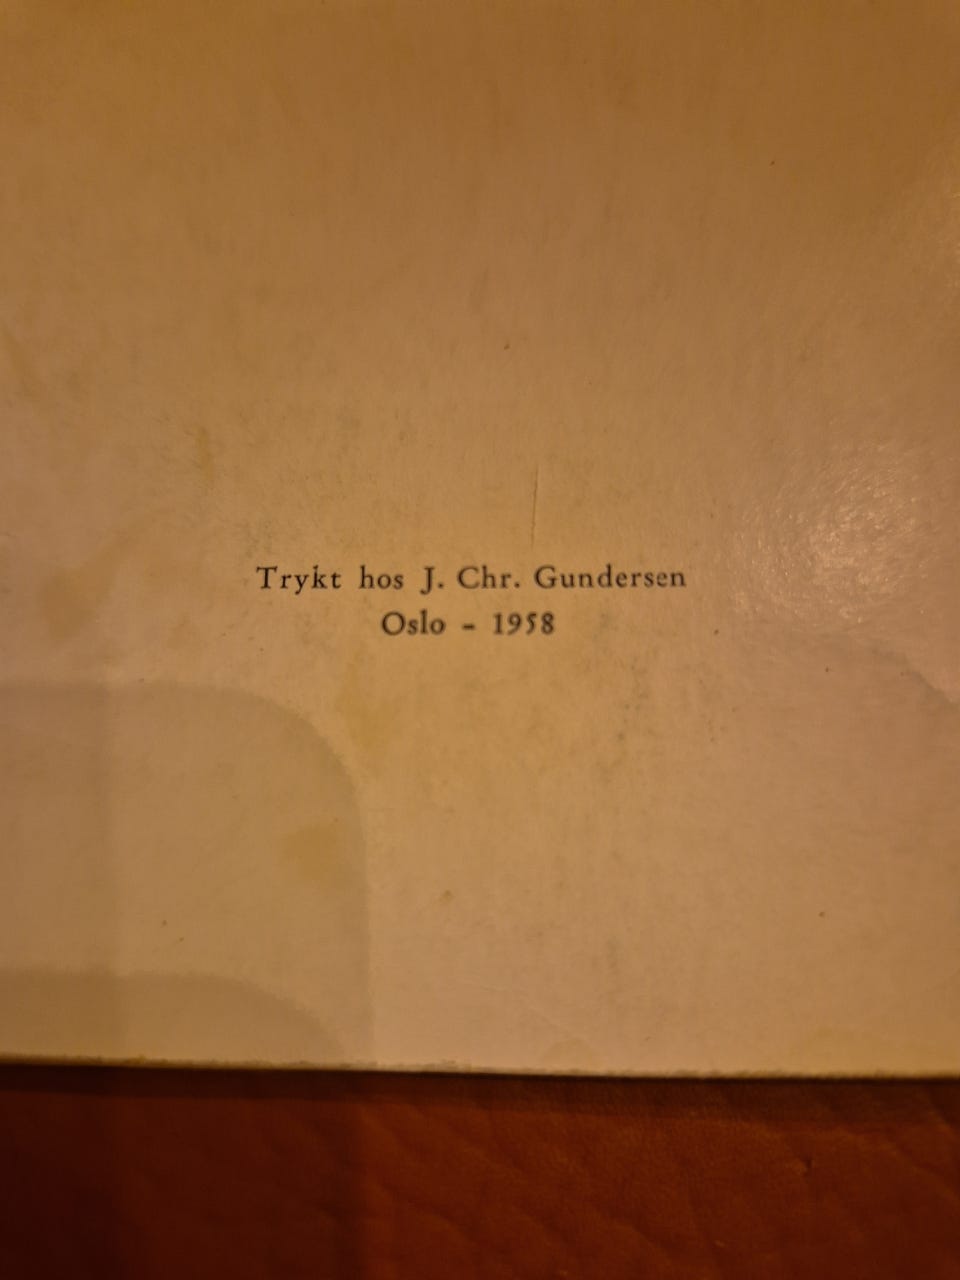 Trykt hos J. Chr. Gundersen
Oslo - 1958